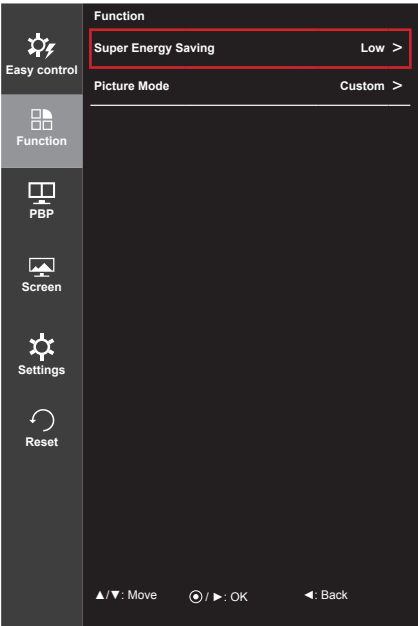 Function
Super Energy Saving Low >
Picture Mode Custom >
Easy control
Function
PBP
Screen
Settings
Reset
▲/▼: Move ⦿/ ►: OK ◄: Back